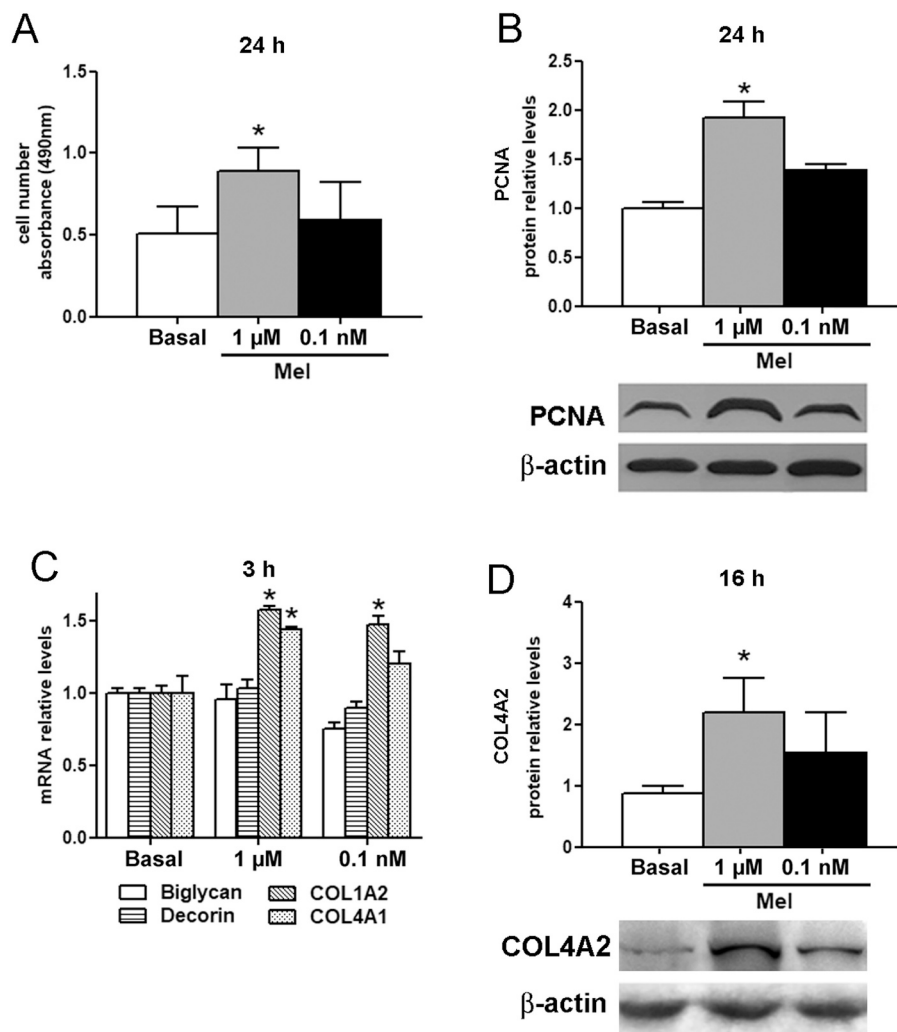 A
24 h
cell number
absorbance (490nm)
1.5
1.0
0.5
0.0
Basal 1 µM 0.1 nM
Mel
B
24 h
PCNA
protein relative levels
2.5
2.0
1.5
1.0
0.5
0.0
*
*
Basal 1 µM 0.1 nM
Mel
PCNA
β-actin
C
3 h
mRNA relative levels
1.5
1.0
0.5
0.0
* * *
Basal 1 µM 0.1 nM
Biglycan COL1A2
Decorin COL4A1
D
16 h
COL4A2
protein relative levels
4
3
2
1
0
*
Basal 1 µM 0.1 nM
Mel
COL4A2
β-actin